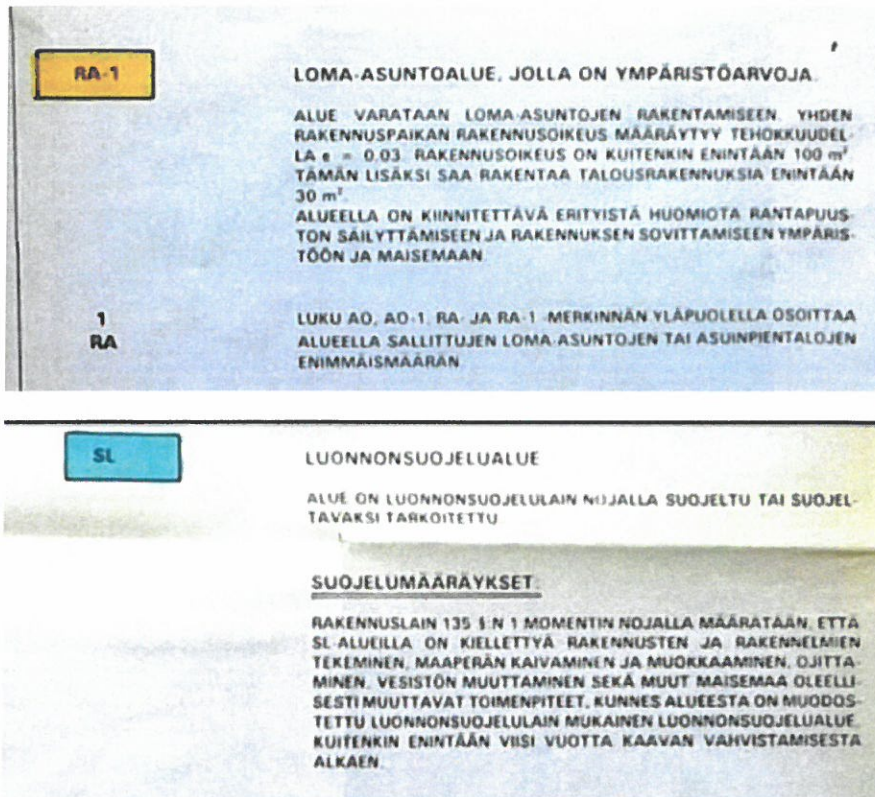 RA-1
LOMA-ASUNTOALUE, JOLLA ON YMPÄRISTÖARVOJA.
ALUE VARATAAN LOMA-ASUNTOJEN RAKENTAMISEEN. YHDEN
RAKENNUSPAIKAN RAKENNUSOIKEUS MÄÄRÄYTYY TEHOKKUUDEL-
LA e = 0.03. RAKENNUSOIKEUS ON KUITENKIN ENINTÄÄN 100 m².
TÄMÄN LISÄKSI SAA RAKENTAA TALOUSRAKENNUKSIA ENINTÄÄN
30 m².
ALUEELLA ON KIINNITETTÄVÄ ERITYISTÄ HUOMIOTA RANTAPUUS-
TON SÄILYTTÄMISEEN JA RAKENNUKSEN SOVITTAMISEEN YMPÄRIS-
TÖÖN JA MAISEMAAN
1
RA
LUKU AO, AO-1, RA- JA RA-1 -MERKINNÄN YLÄPUOLELLA OSOITTAA
ALUEELLA SALLITTUJEN LOMA-ASUNTOJEN TAI ASUINPIENTALOJEN
ENIMMÄISMÄÄRÄN
SL
LUONNONSUOJELUALUE
ALUE ON LUONNONSUOJELULAIN NOJALLA SUOJELTU TAI SUOJEL-
TAVAKSI TARKOITETTU
SUOJELUMÄÄRÄYKSET:
RAKENNUSLAIN 135 §:N 1 MOMENTIN NOJALLA MÄÄRÄTÄÄN, ETTÄ
SL-ALUEILLA ON KIELLETTYÄ RAKENNUSTEN JA RAKENNELMIEN
TEKEMINEN, MAAPERÄN KAIVAMINEN JA MUOKKAAMINEN, OJITTA-
MINEN, VESISTÖN MUUTTAMINEN SEKÄ MUUT MAISEMAA OLEELLI-
SESTI MUUTTAVAT TOIMENPITEET, KUNNES ALUEESTA ON MUODOS-
TETTU LUONNONSUOJELULAIN MUKAINEN LUONNONSUOJELUALUE,
KUITENKIN ENINTÄÄN VIISI VUOTTA KAAVAN VAHVISTAMISESTA
ALKAEN.